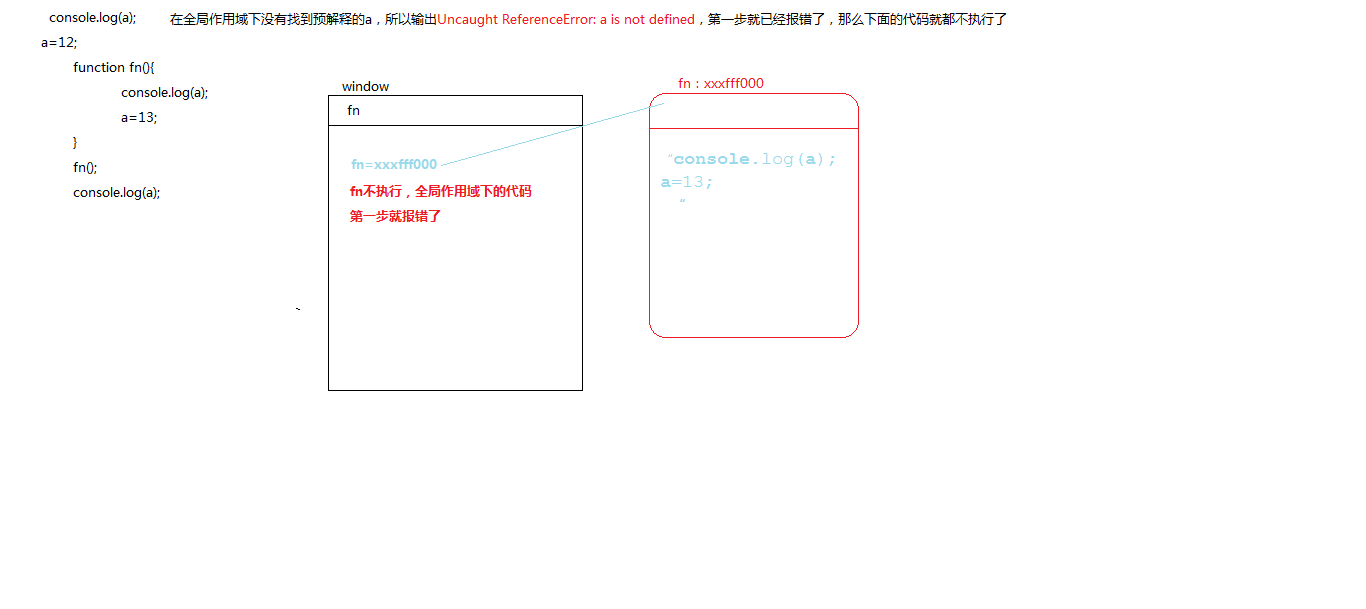 console.log(a); 在全局作用域下没有找到预解释的a，所以输出Uncaught ReferenceError: a is not defined，第一步就已经报错了，那么下面的代码就都不执行了
a=12;
function fn(){
console.log(a);
a=13;
}
fn();
console.log(a);
window
fn
fn=xxxfff000
fn不执行，全局作用域下的代码
第一步就报错了
~
fn：xxxfff000
"console.log(a);
a=13;
"